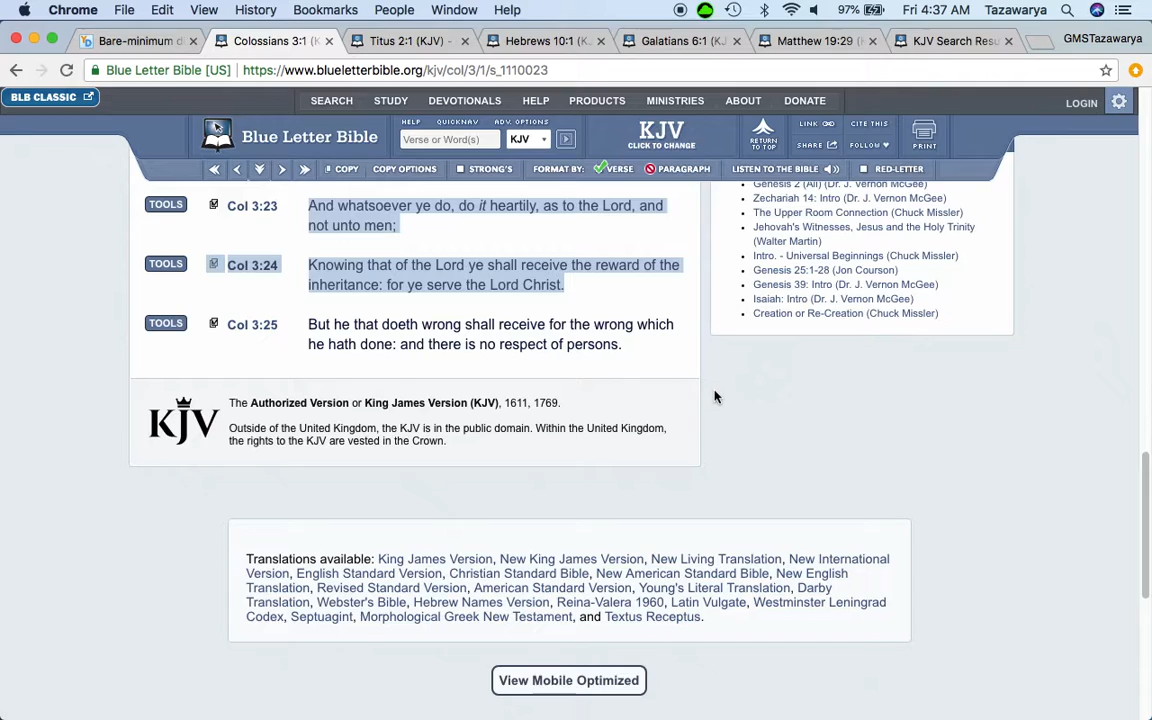 Chrome File Edit View History Bookmarks People Window Help 97% Fri 4:37 AM Tazawarya
Bare-minimum di Colossians 3:1 (K Titus 2:1 (KJV) - Hebrews 10:1 (KJ Galatians 6:1 (KJ Matthew 19:29 ( KJV Search Resu GMSTazawarya
Blue Letter Bible [US] https://www.blueletterbible.org/kjv/col/3/1/s_1110023
BLB CLASSIC SEARCH STUDY DEVOTIONALS HELP PRODUCTS MINISTRIES ABOUT DONATE LOGIN
HELP QUICKNAV ADV. OPTIONS
Blue Letter Bible Verse or Word(s) KJV
KJV
CLICK TO CHANGE
RETURN
TO TOP
LINK CITE THIS
SHARE FOLLOW
PRINT
COPY COPY OPTIONS STRONG'S FORMAT BY: VERSE PARAGRAPH LISTEN TO THE BIBLE RED-LETTER
TOOLS Col 3:23 And whatsoever ye do, do it heartily, as to the Lord, and
not unto men;
TOOLS Col 3:24 Knowing that of the Lord ye shall receive the reward of the
inheritance: for ye serve the Lord Christ.
TOOLS Col 3:25 But he that doeth wrong shall receive for the wrong which
he hath done: and there is no respect of persons.
KJV
The Authorized Version or King James Version (KJV), 1611, 1769.
Outside of the United Kingdom, the KJV is in the public domain. Within the United Kingdom,
the rights to the KJV are vested in the Crown.
Genesis 2 (All) (Dr. J. Vernon McGee)
Zechariah 14: Intro (Dr. J. Vernon McGee)
The Upper Room Connection (Chuck Missler)
Jehovah's Witnesses, Jesus and the Holy Trinity
(Walter Martin)
Intro. - Universal Beginnings (Chuck Missler)
Genesis 25:1-28 (Jon Courson)
Genesis 39: Intro (Dr. J. Vernon McGee)
Isaiah: Intro (Dr. J. Vernon McGee)
Creation or Re-Creation (Chuck Missler)
Translations available: King James Version, New King James Version, New Living Translation, New International
Version, English Standard Version, Christian Standard Bible, New American Standard Bible, New English
Translation, Revised Standard Version, American Standard Version, Young's Literal Translation, Darby
Translation, Webster's Bible, Hebrew Names Version, Reina-Valera 1960, Latin Vulgate, Westminster Leningrad
Codex, Septuagint, Morphological Greek New Testament, and Textus Receptus.
View Mobile Optimized